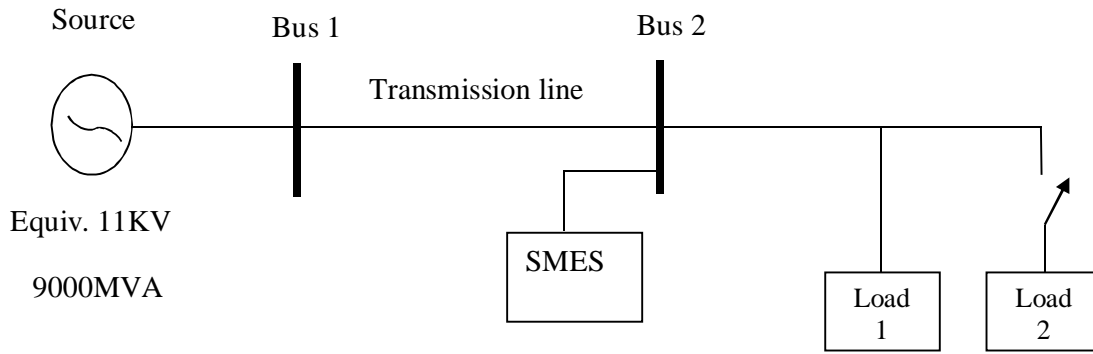 Source
Bus 1
Bus 2
Transmission line
Equiv. 11KV
9000MVA
SMES
Load
1
Load
2